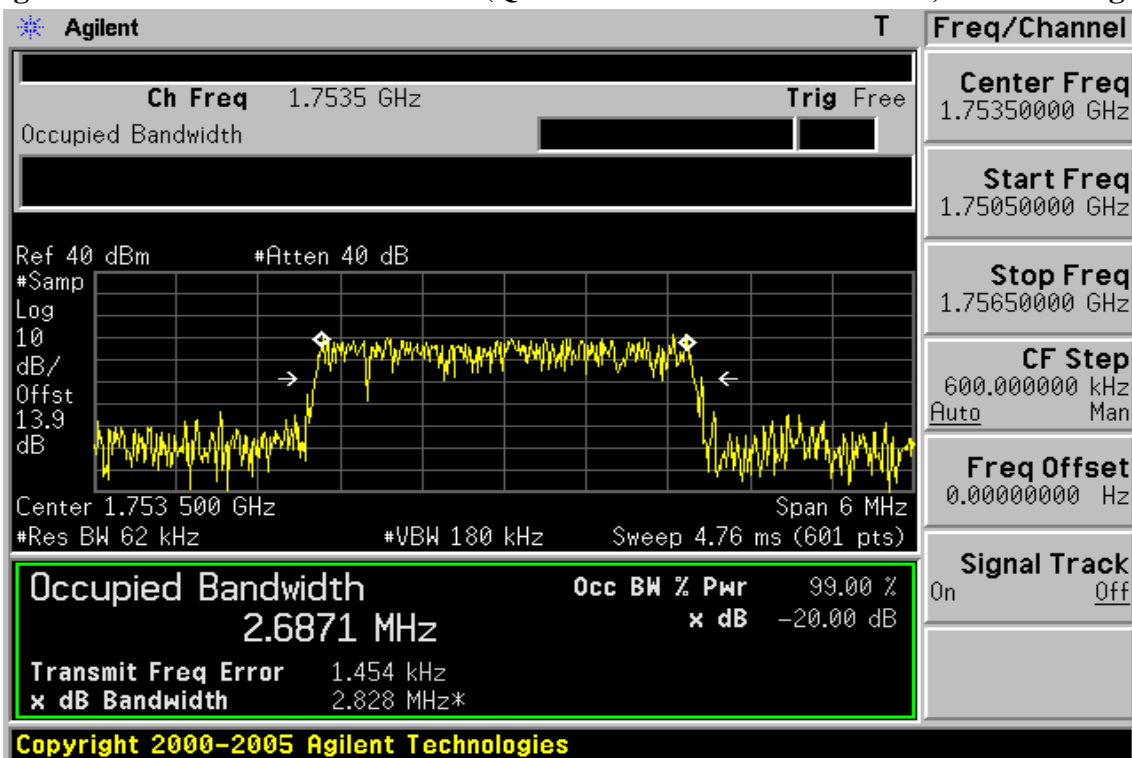 Agilent T
Ch Freq 1.7535 GHz Trig Free
Occupied Bandwidth
Ref 40 dBm #Atten 40 dB
#Samp
Log
10
dB/
Offst
13.9
dB
Center 1.753 500 GHz Span 6 MHz
#Res BW 62 kHz #VBW 180 kHz Sweep 4.76 ms (601 pts)
Occupied Bandwidth
2.6871 MHz
Occ BW % Pwr 99.00 %
x dB -20.00 dB
Transmit Freq Error 1.454 kHz
x dB Bandwidth 2.828 MHz*
Copyright 2000-2005 Agilent Technologies
Freq/Channel
Center Freq
1.75350000 GHz
Start Freq
1.75050000 GHz
Stop Freq
1.75650000 GHz
CF Step
600.000000 kHz
Auto Man
Freq Offset
0.00000000 Hz
Signal Track
On Off